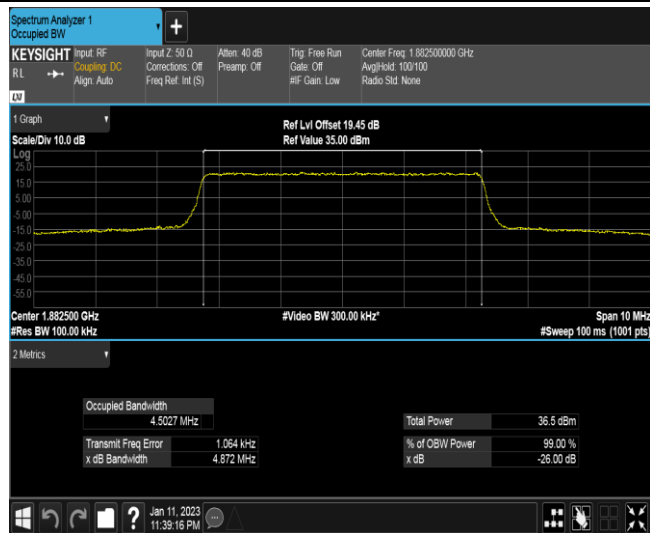 Spectrum Analyzer 1
Occupied BW
+
KEYSIGHT
RL
Input: RF
Coupling: DC
Align: Auto
Input Z: 50 Ω
Corrections: Off
Freq Ref: Int (S)
Atten: 40 dB
Preamp: Off
Trig: Free Run
Gate: Off
#IF Gain: Low
Center Freq: 1.882500000 GHz
Avg|Hold: 100/100
Radio Std: None
1 Graph
Scale/Div 10.0 dB
Ref Lvl Offset 19.45 dB
Ref Value 35.00 dBm
Log
25.0
15.0
5.00
-5.00
-15.0
-25.0
-35.0
-45.0
-55.0
Center 1.882500 GHz
#Video BW 300.00 kHz*
Span 10 MHz
#Res BW 100.00 kHz
#Sweep 100 ms (1001 pts)
2 Metrics
Occupied Bandwidth
4.5027 MHz
Total Power 36.5 dBm
Transmit Freq Error 1.064 kHz
% of OBW Power 99.00 %
x dB Bandwidth 4.872 MHz
x dB -26.00 dB
?
Jan 11, 2023
11:39:16 PM